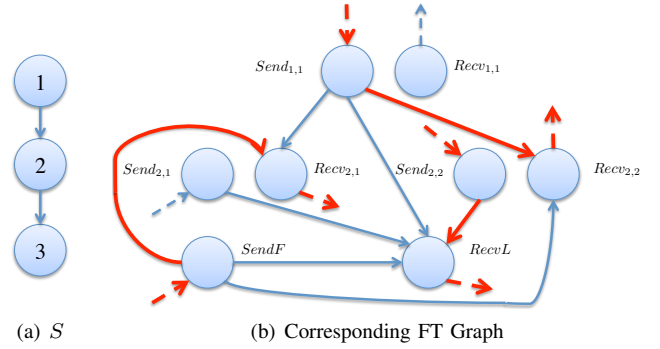 1
2
3
Send1,1
Recv1,1
Send2,1
Recv2,1
Send2,2
Recv2,2
SendF
RecvL
(a) S
(b) Corresponding FT Graph